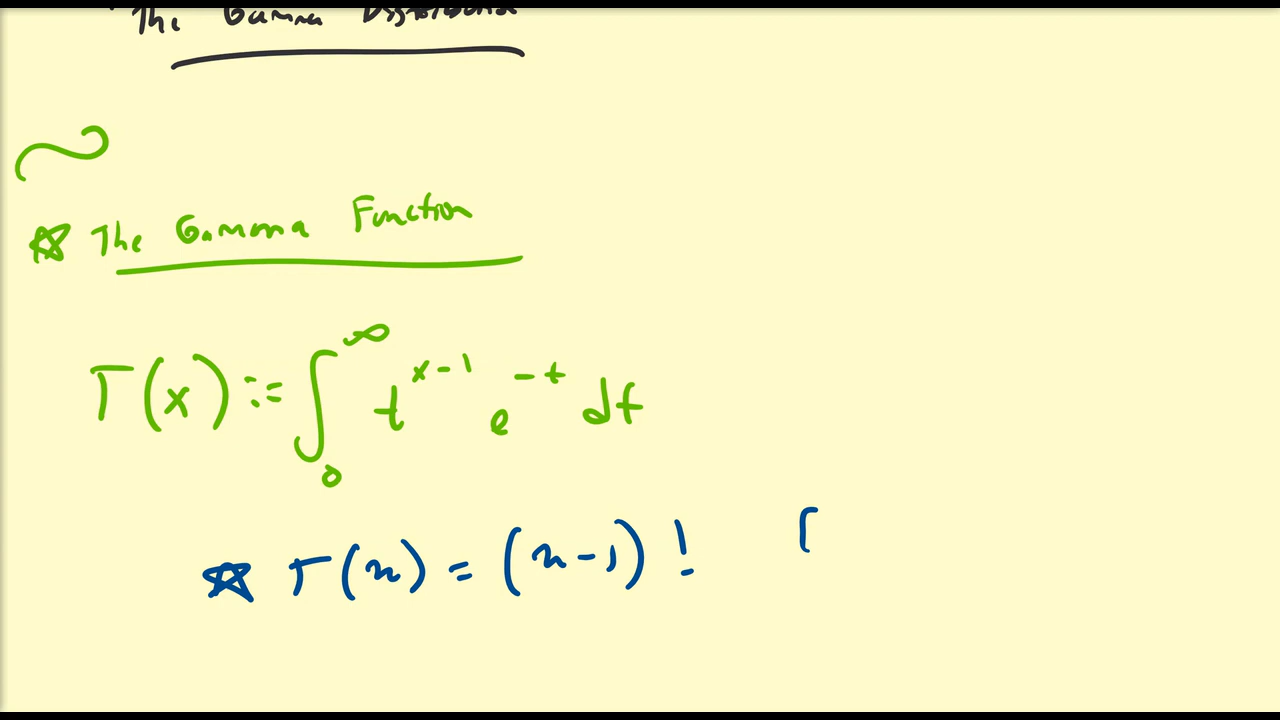 The Gamma Distribution
☆ The Gamma Function
Γ(x) := ∫₀^∞ t^(x-1) e^(-t) dt
☆ Γ(n) = (n-1)! [